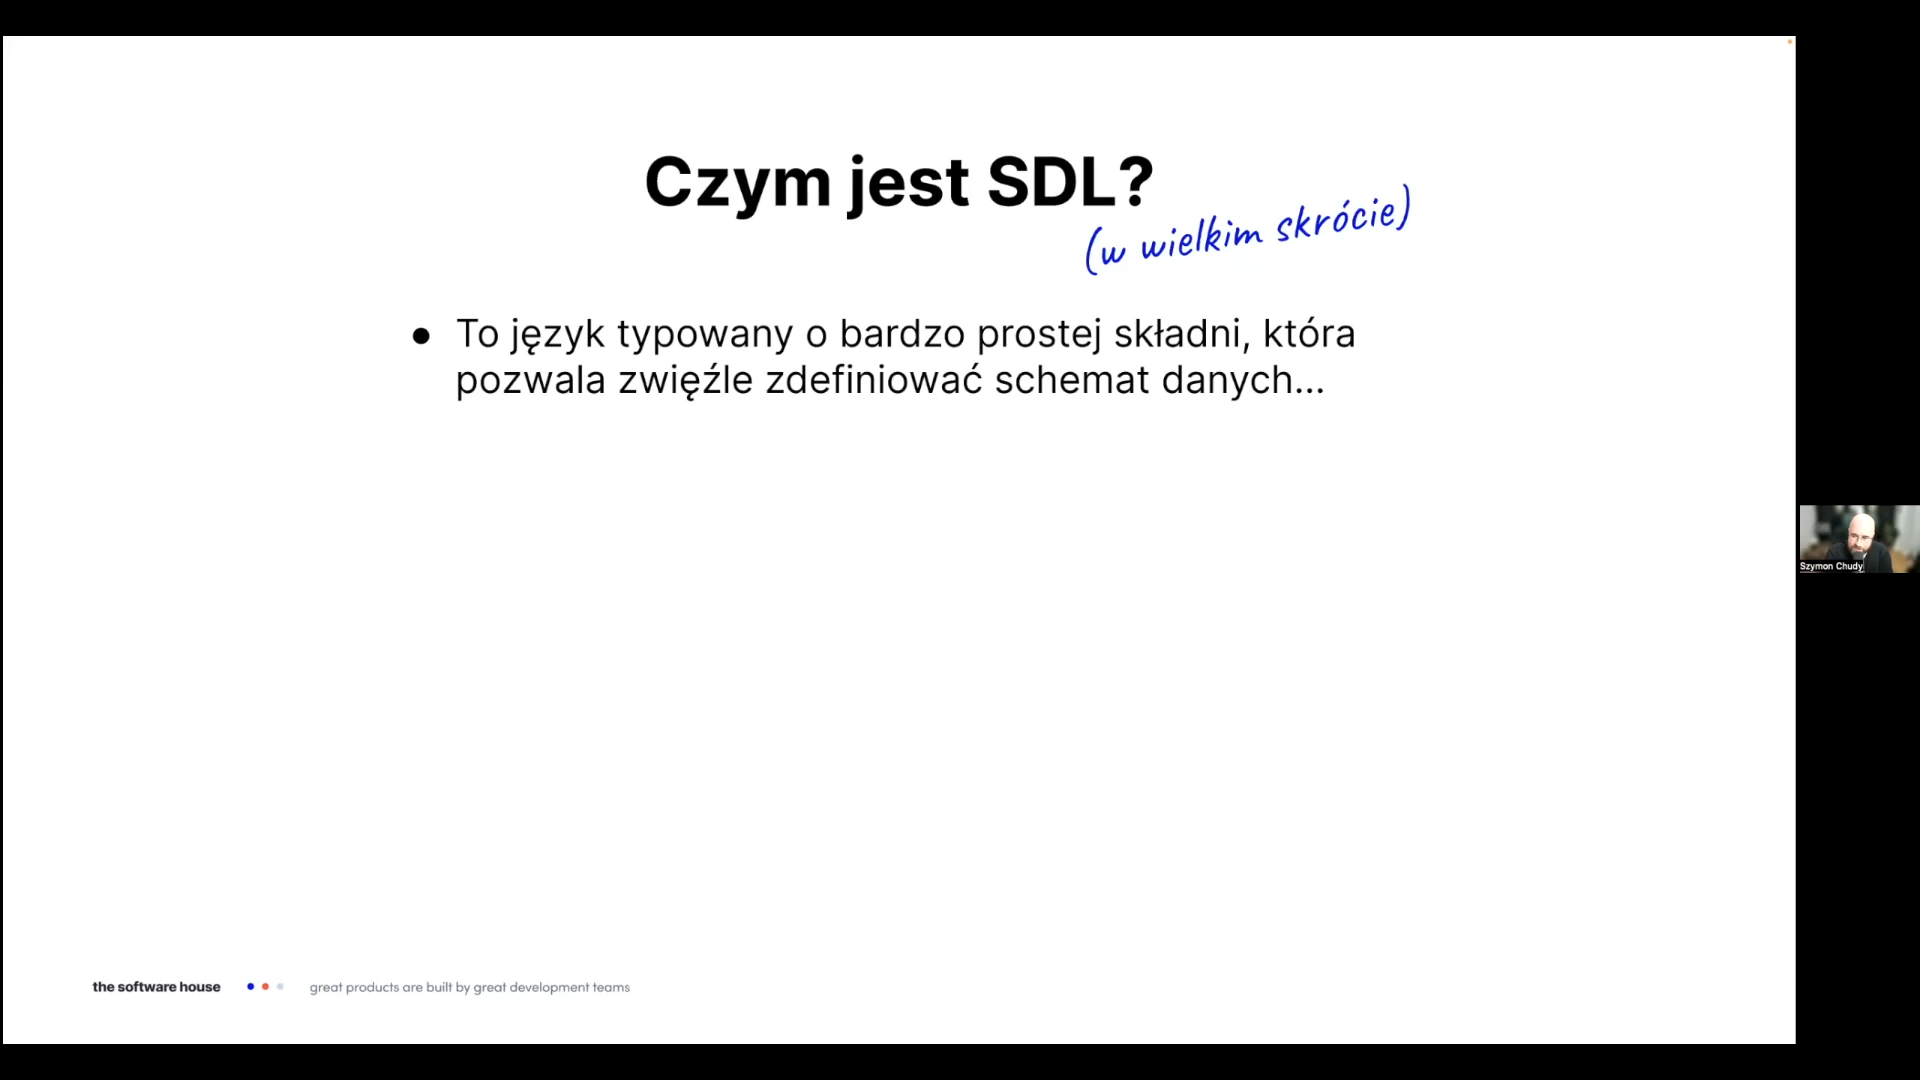 Czym jest SDL?
(w wielkim skrócie)
● To język typowany o bardzo prostej składni, która
pozwala zwięźle zdefiniować schemat danych...
Szymon Chudy
the software house
great products are built by great development teams